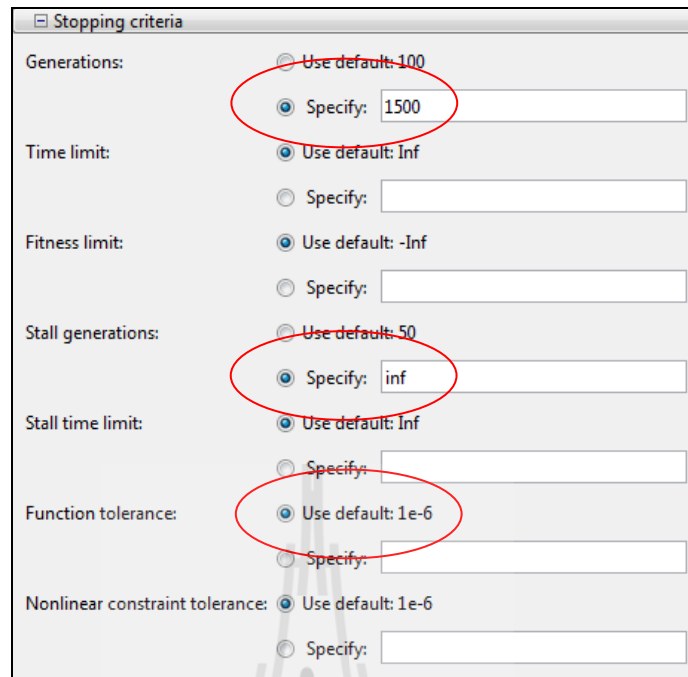 Stopping criteria
Generations: Use default: 100
Specify: 1500
Time limit: Use default: Inf
Specify:
Fitness limit: Use default: -Inf
Specify:
Stall generations: Use default: 50
Specify: inf
Stall time limit: Use default: Inf
Specify:
Function tolerance: Use default: 1e-6
Specify:
Nonlinear constraint tolerance: Use default: 1e-6
Specify: